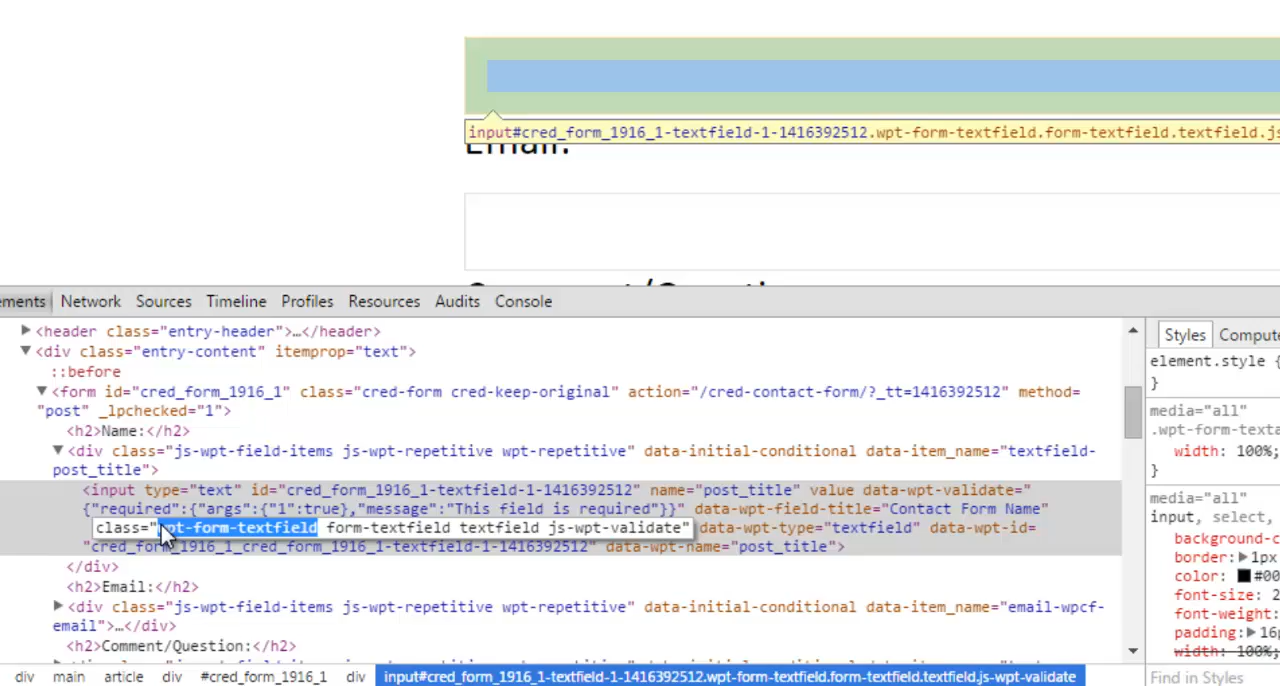 input#cred_form_1916_1-textfield-1-1416392512.wpt-form-textfield.form-textfield.textfield.js
Email:
Comment/Question
ements Network Sources Timeline Profiles Resources Audits Console
▶<header class="entry-header">…</header>
▼<div class="entry-content" itemprop="text">
::before
▼<form id="cred_form_1916_1" class="cred-form cred-keep-original" action="/cred-contact-form/?_tt=1416392512" method=
"post" _lpchecked="1">
<h2>Name:</h2>
▼<div class="js-wpt-field-items js-wpt-repetitive wpt-repetitive" data-initial-conditional data-item_name="textfield-
post_title">
<input type="text" id="cred_form_1916_1-textfield-1-1416392512" name="post_title" value data-wpt-validate="
{"required":{"args":{"1":true},"message":"This field is required"}}" data-wpt-field-title="Contact Form Name"
class="wpt-form-textfield form-textfield textfield js-wpt-validate" data-wpt-type="textfield" data-wpt-id=
"cred_form_1916_1_cred_form_1916_1-textfield-1-1416392512" data-wpt-name="post_title">
</div>
<h2>Email:</h2>
▶<div class="js-wpt-field-items js-wpt-repetitive wpt-repetitive" data-initial-conditional data-item_name="email-wpcf-
email">…</div>
<h2>Comment/Question:</h2>
div main article div #cred_form_1916_1 div input#cred_form_1916_1-textfield-1-1416392512.wpt-form-textfield.form-textfield.textfield.js-wpt-validate
Styles Compute
element.style {
}
media="all"
.wpt-form-texta
width: 100%;
}
media="all"
input, select,
background-c
border:▶1px
color: #00
font-size: 2
font-weight:
padding:▶16p
width: 100%;
Find in Styles